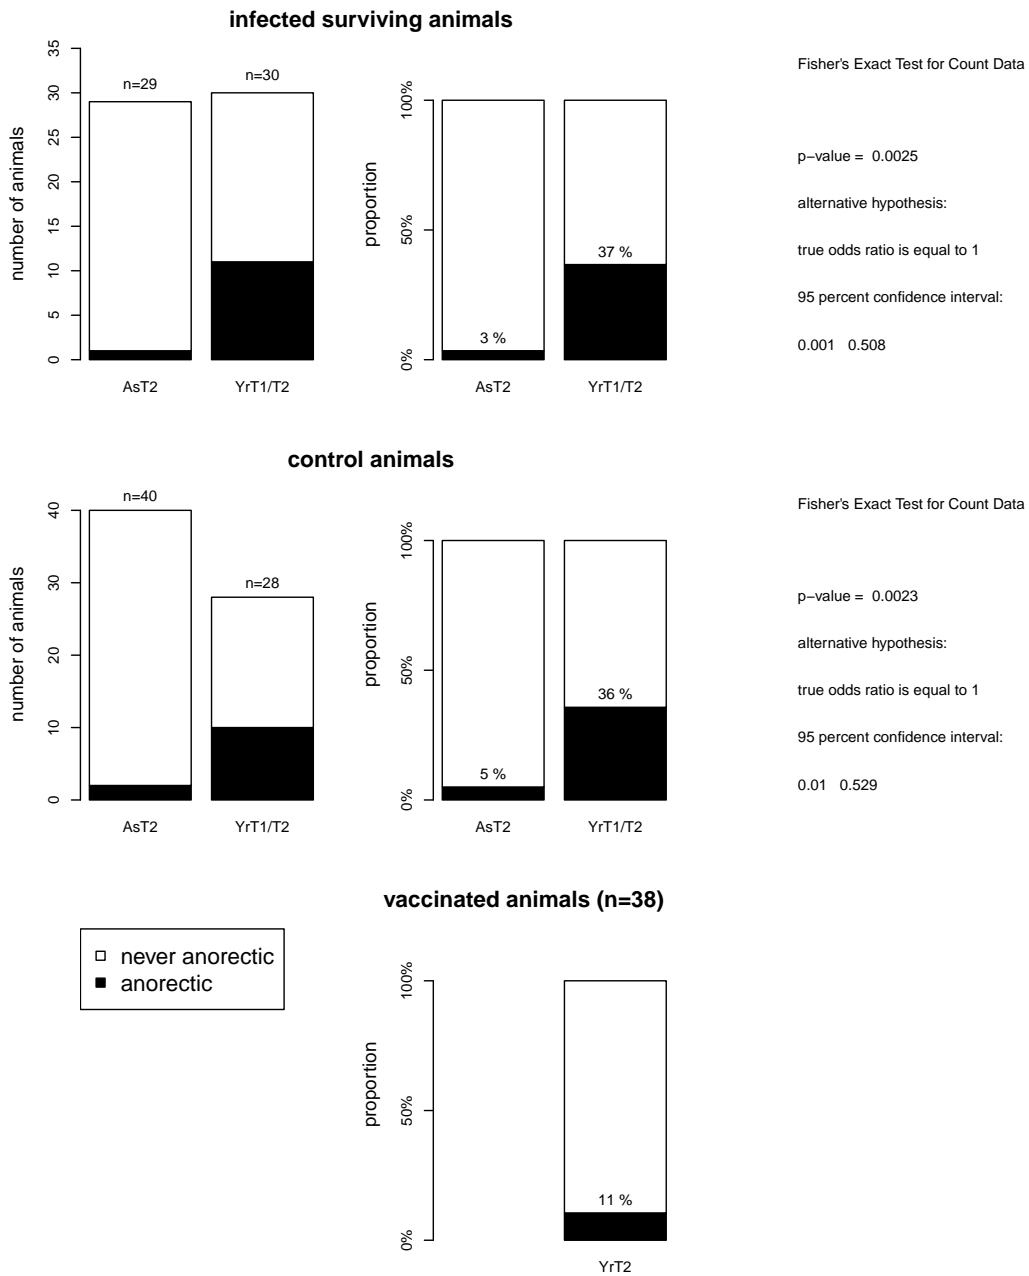 infected surviving animals
number of animals
0 5 10 15 20 25 30 35
n=29
n=30
AsT2 YrT1/T2
proportion
0% 50% 100%
3 %
37 %
AsT2 YrT1/T2
Fisher's Exact Test for Count Data
p−value = 0.0025
alternative hypothesis:
true odds ratio is equal to 1
95 percent confidence interval:
0.001 0.508
control animals
number of animals
0 10 20 30 40
n=40
n=28
AsT2 YrT1/T2
proportion
0% 50% 100%
5 %
36 %
AsT2 YrT1/T2
Fisher's Exact Test for Count Data
p−value = 0.0023
alternative hypothesis:
true odds ratio is equal to 1
95 percent confidence interval:
0.01 0.529
vaccinated animals (n=38)
never anorectic
anorectic
proportion
0% 50% 100%
11 %
YrT2